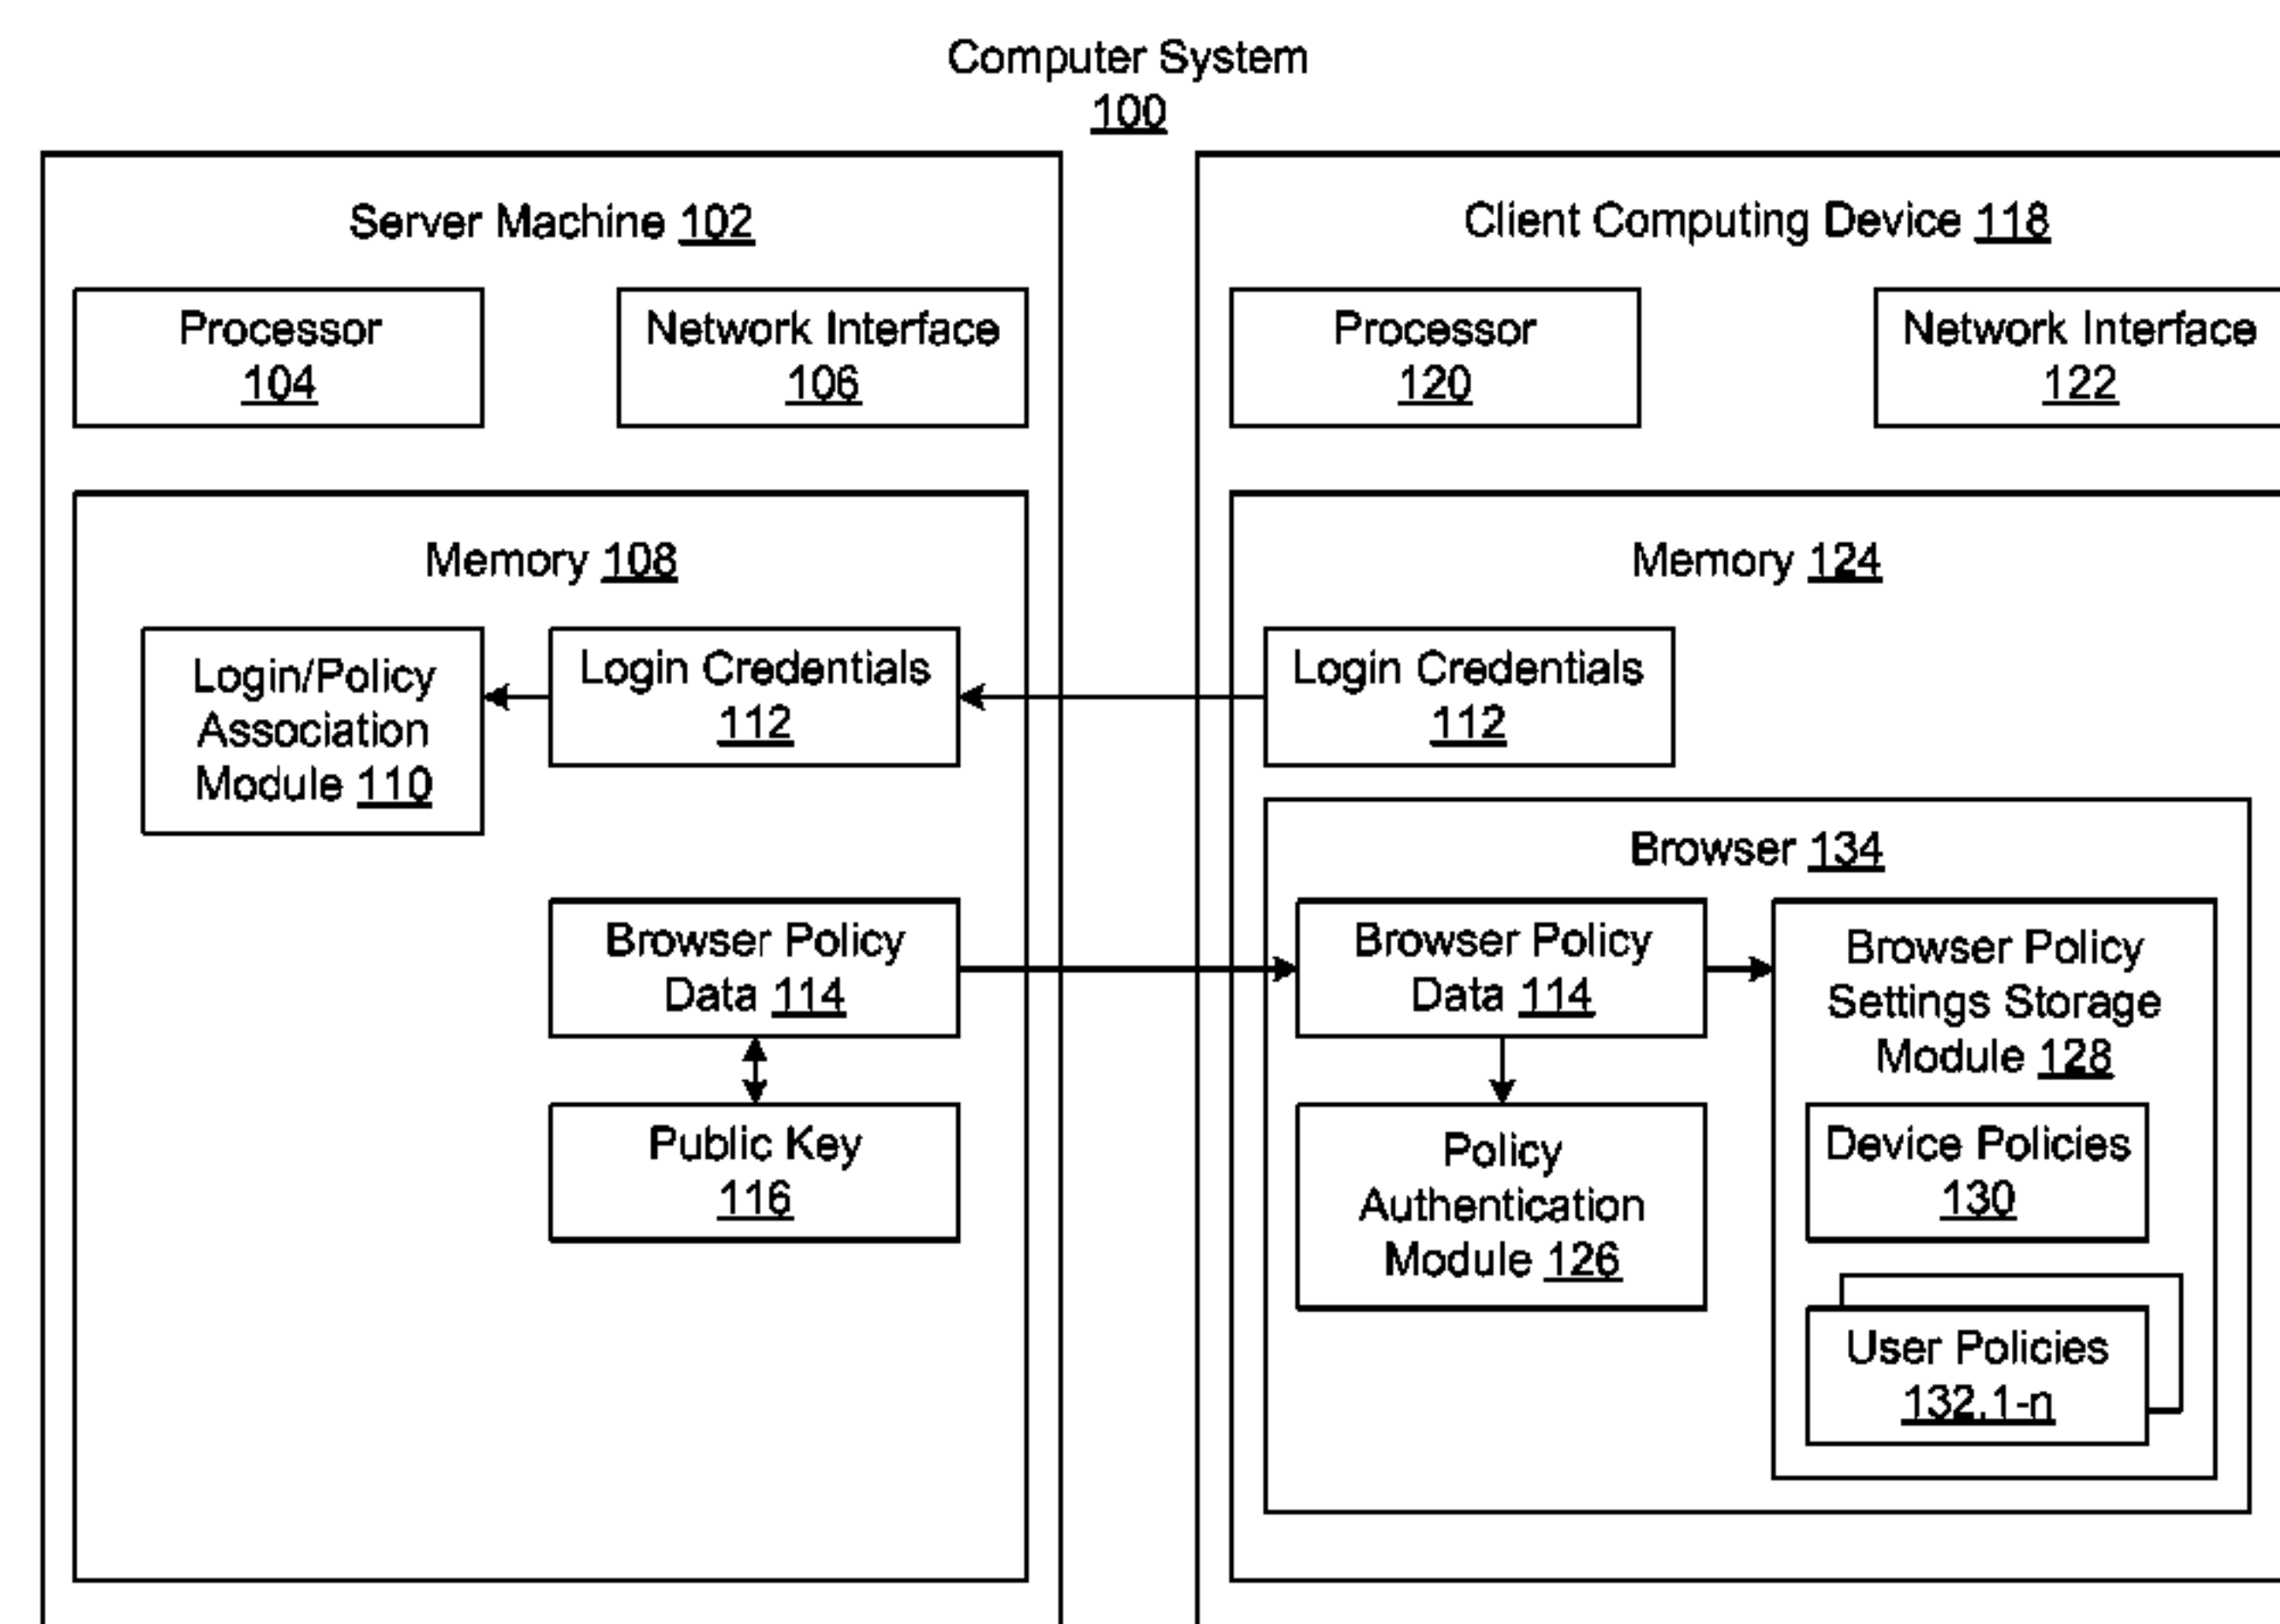 Computer System
100
Server Machine 102
Processor
104
Network Interface
106
Memory 108
Login/Policy
Association
Module 110
Login Credentials
112
Browser Policy
Data 114
Public Key
116
Client Computing Device 118
Processor
120
Network Interface
122
Memory 124
Login Credentials
112
Browser 134
Browser Policy
Data 114
Policy
Authentication
Module 126
Browser Policy
Settings Storage
Module 128
Device Policies
130
User Policies
132.1-n